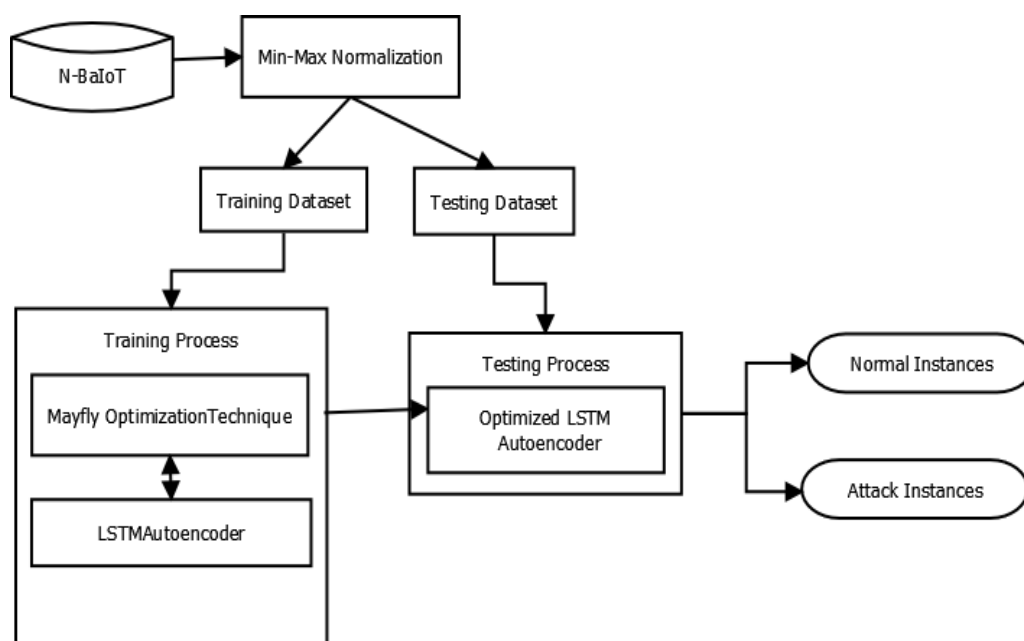 N-BaIoT
Min-Max Normalization
Training Dataset
Testing Dataset
Training Process
Mayfly OptimizationTechnique
LSTMAutoencoder
Testing Process
Optimized LSTM
Autoencoder
Normal Instances
Attack Instances